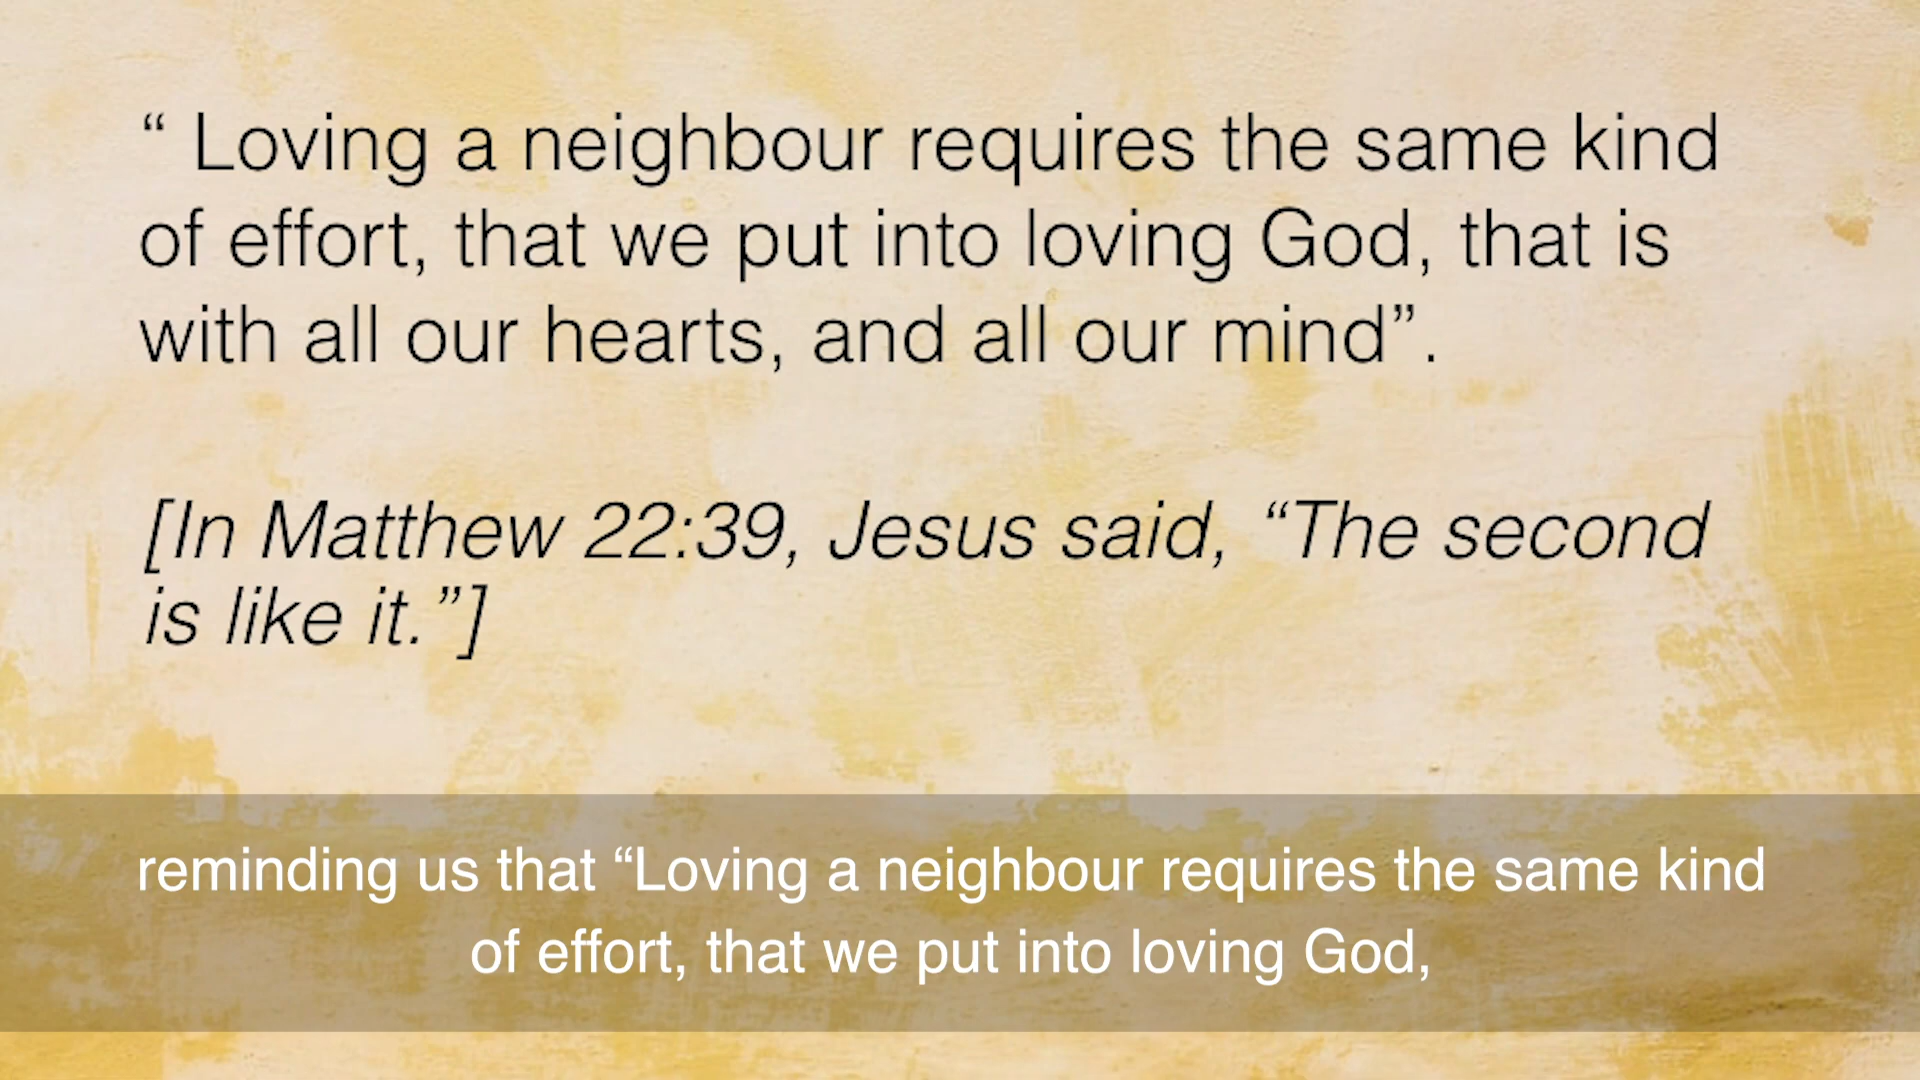 “ Loving a neighbour requires the same kind
of effort, that we put into loving God, that is
with all our hearts, and all our mind”.
[In Matthew 22:39, Jesus said, “The second
is like it.”]
reminding us that “Loving a neighbour requires the same kind
of effort, that we put into loving God,